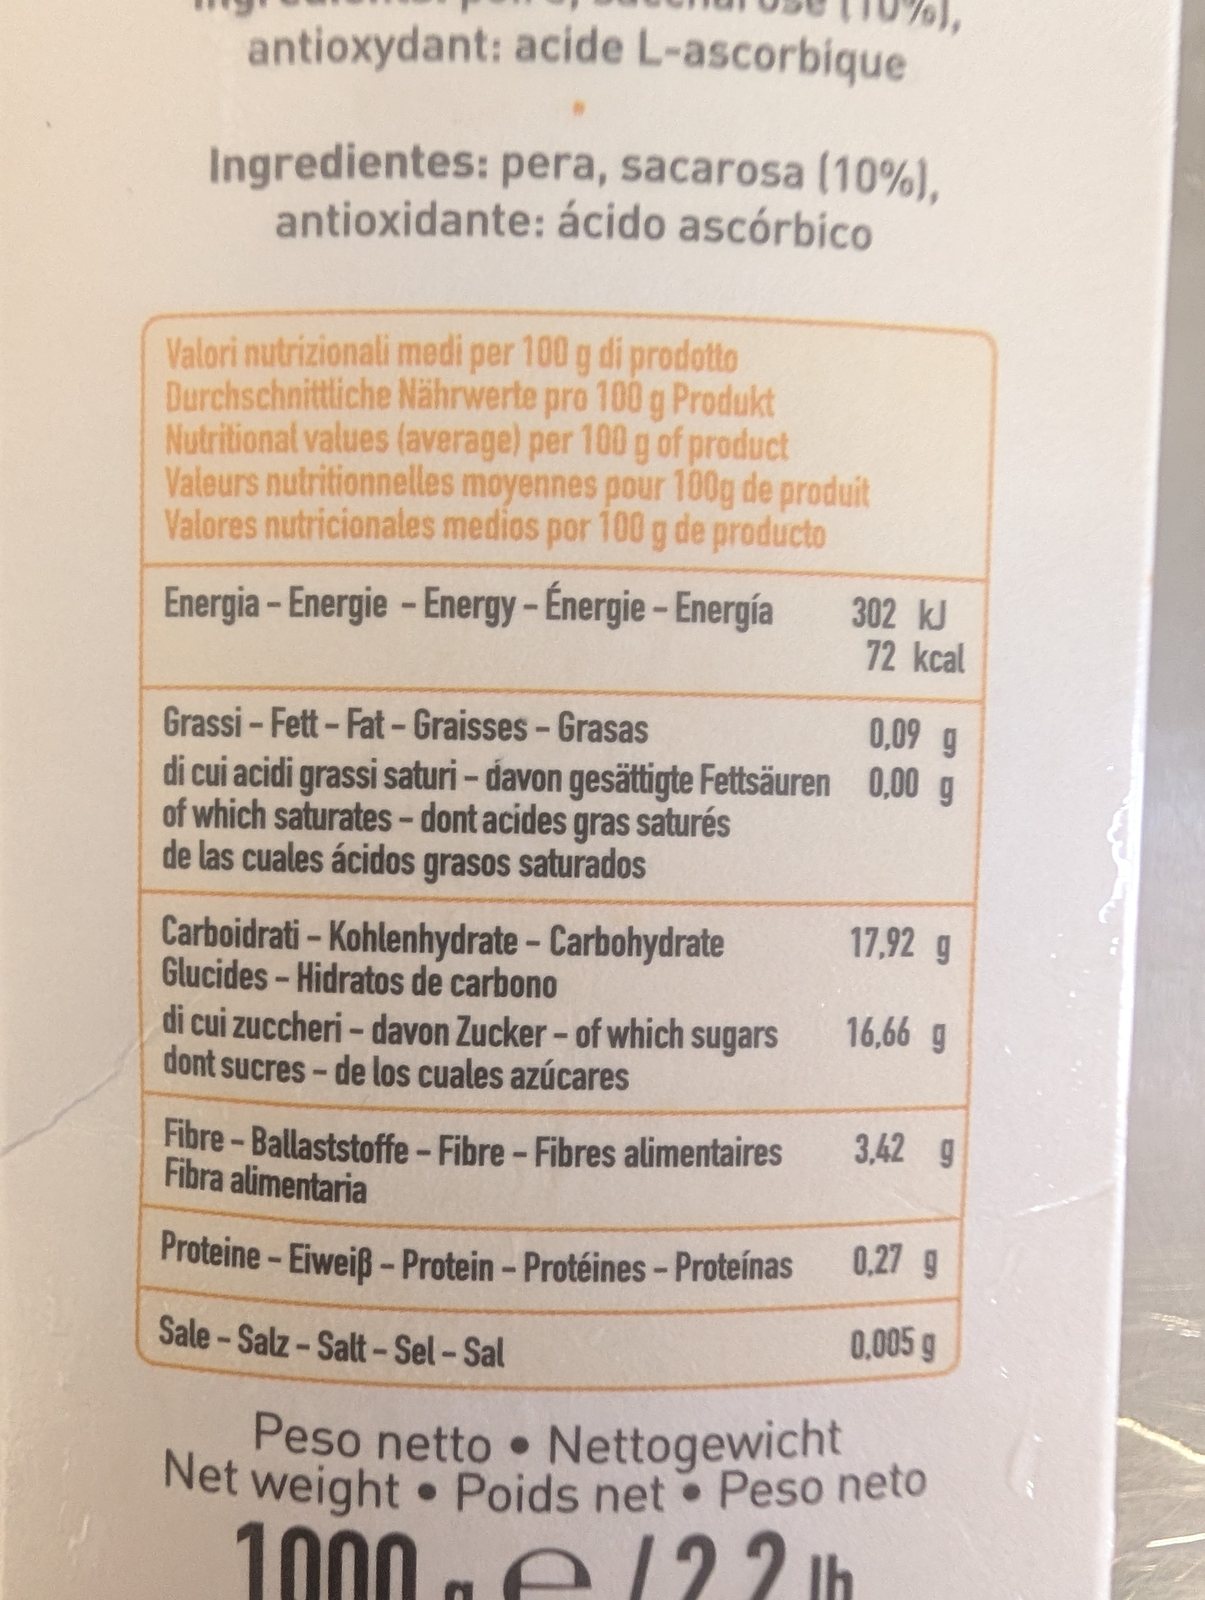 antioxydant: acide L-ascorbique
Ingredientes: pera, sacarosa (10%),
antioxidante: ácido ascórbico
Valori nutrizionali medi per 100 g di prodotto
Durchschnittliche Nährwerte pro 100 g Produkt
Nutritional values (average) per 100 g of product
Valeurs nutritionnelles moyennes pour 100g de produit
Valores nutricionales medios por 100 g de producto
Energia - Energie - Energy - Énergie - Energía 302 kJ
72 kcal
Grassi - Fett - Fat - Graisses - Grasas 0,09 g
di cui acidi grassi saturi - davon gesättigte Fettsäuren 0,00 g
of which saturates - dont acides gras saturés
de las cuales ácidos grasos saturados
Carboidrati - Kohlenhydrate - Carbohydrate 17,92 g
Glucides - Hidratos de carbono
di cui zuccheri - davon Zucker - of which sugars 16,66 g
dont sucres - de los cuales azúcares
Fibre - Ballaststoffe - Fibre - Fibres alimentaires 3,42 g
Fibra alimentaria
Proteine - Eiweiß - Protein - Protéines - Proteínas 0,27 g
Sale - Salz - Salt - Sel - Sal 0,005 g
Peso netto • Nettogewicht
Net weight • Poids net • Peso neto
1000 g e / 2.2 lb